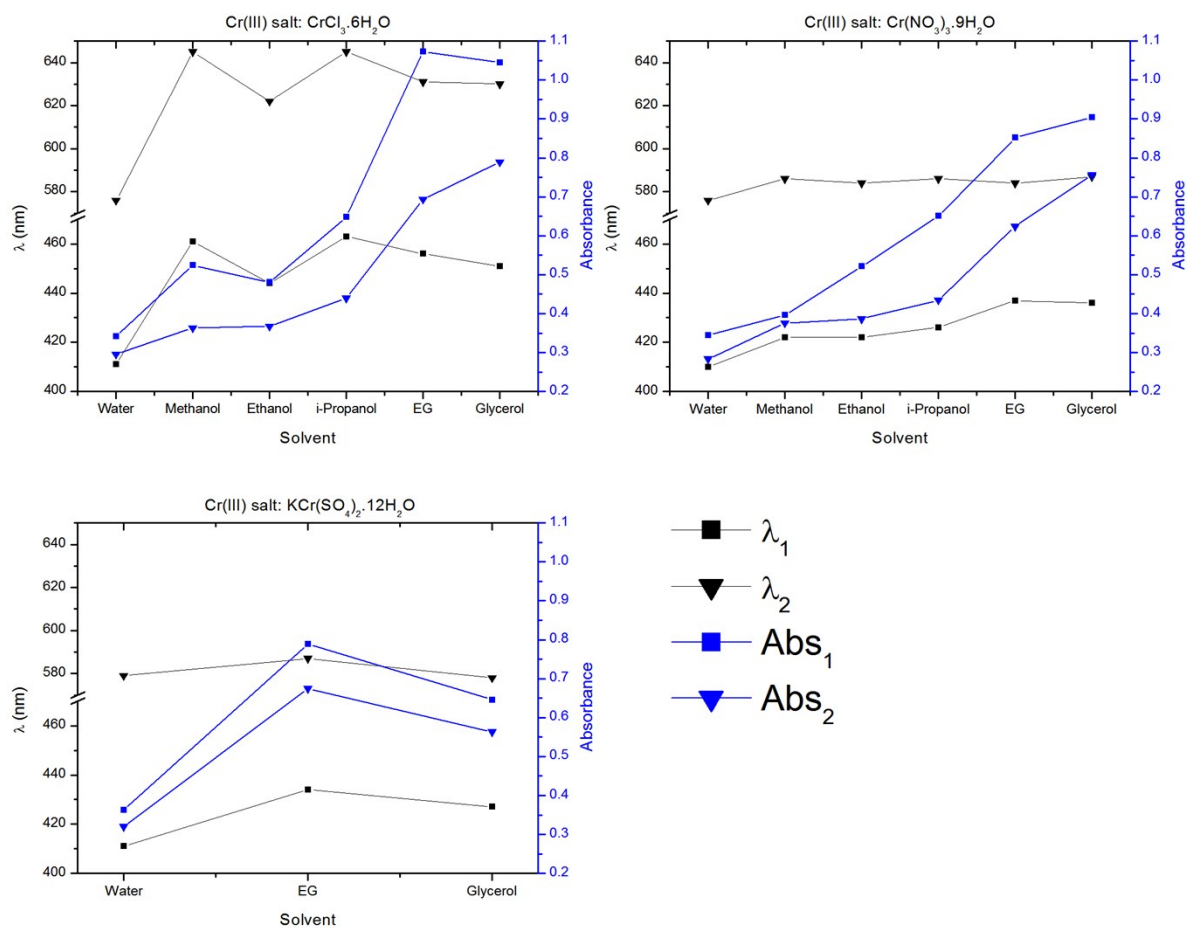 Cr(III) salt: CrCl₃.6H₂O
640
620
600
580
460
440
420
400
λ (nm)
1.1
1.0
0.9
0.8
0.7
0.6
0.5
0.4
0.3
0.2
Absorbance
Water Methanol Ethanol i-Propanol EG Glycerol
Solvent
Cr(III) salt: Cr(NO₃)₃.9H₂O
640
620
600
580
460
440
420
400
λ (nm)
1.1
1.0
0.9
0.8
0.7
0.6
0.5
0.4
0.3
0.2
Absorbance
Water Methanol Ethanol i-Propanol EG Glycerol
Solvent
Cr(III) salt: KCr(SO₄)₂.12H₂O
640
620
600
580
460
440
420
400
λ (nm)
1.1
1.0
0.9
0.8
0.7
0.6
0.5
0.4
0.3
0.2
Absorbance
Water EG Glycerol
Solvent
λ₁
λ₂
Abs₁
Abs₂